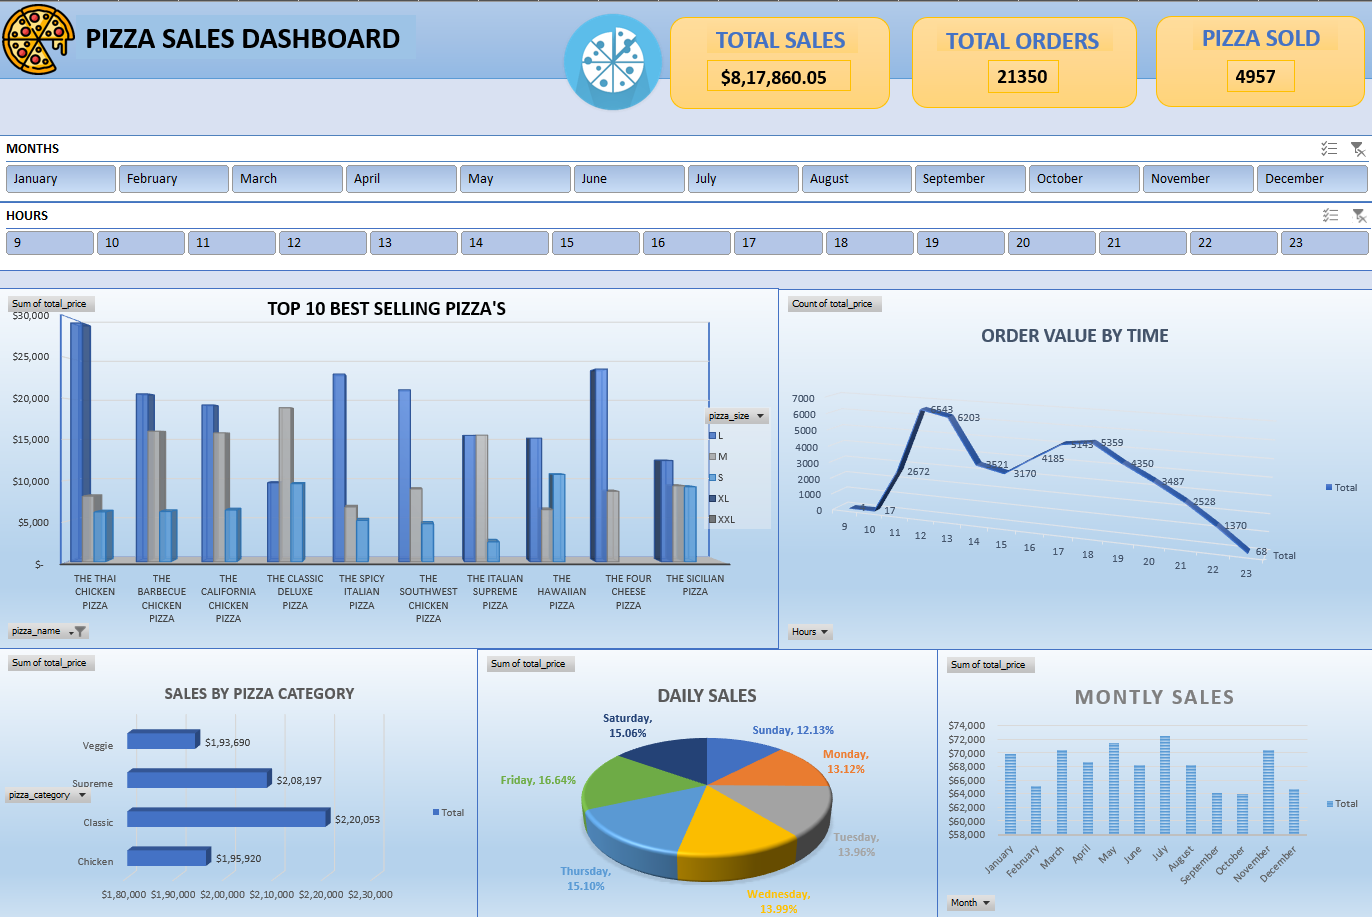 PIZZA SALES DASHBOARD
TOTAL SALES
$8,17,860.05
TOTAL ORDERS
21350
PIZZA SOLD
4957
MONTHS
January
February
March
April
May
June
July
August
September
October
November
December
HOURS
9
10
11
12
13
14
15
16
17
18
19
20
21
22
23
Sum of total_price
TOP 10 BEST SELLING PIZZA'S
$30,000
$25,000
$20,000
$15,000
$10,000
$5,000
$-
THE THAI
CHICKEN
PIZZA
THE
BARBECUE
CHICKEN
PIZZA
THE
CALIFORNIA
CHICKEN
PIZZA
THE CLASSIC
DELUXE
PIZZA
THE SPICY
ITALIAN
PIZZA
THE
SOUTHWEST
CHICKEN
PIZZA
THE ITALIAN
SUPREME
PIZZA
THE
HAWAIIAN
PIZZA
THE FOUR
CHEESE
PIZZA
THE SICILIAN
PIZZA
pizza_size
L
M
S
XL
XXL
pizza_name
Count of total_price
ORDER VALUE BY TIME
7000
6000
5000
4000
3000
2000
1000
0
17
2672
6543
6203
3521
3170
4185
5143
5359
4350
3487
2528
1370
68
9
10
11
12
13
14
15
16
17
18
19
20
21
22
23
Total
Total
Hours
Sum of total_price
SALES BY PIZZA CATEGORY
Veggie
$1,93,690
Supreme
$2,08,197
pizza_category
Classic
$2,20,053
Chicken
$1,95,920
Total
$1,80,000 $1,90,000 $2,00,000 $2,10,000 $2,20,000 $2,30,000
Sum of total_price
DAILY SALES
Saturday,
15.06%
Sunday, 12.13%
Monday,
13.12%
Friday, 16.64%
Tuesday,
13.96%
Thursday,
15.10%
Wednesday,
13.99%
Sum of total_price
MONTLY SALES
$74,000
$72,000
$70,000
$68,000
$66,000
$64,000
$62,000
$60,000
$58,000
January
February
March
April
May
June
July
August
September
October
November
December
Total
Month